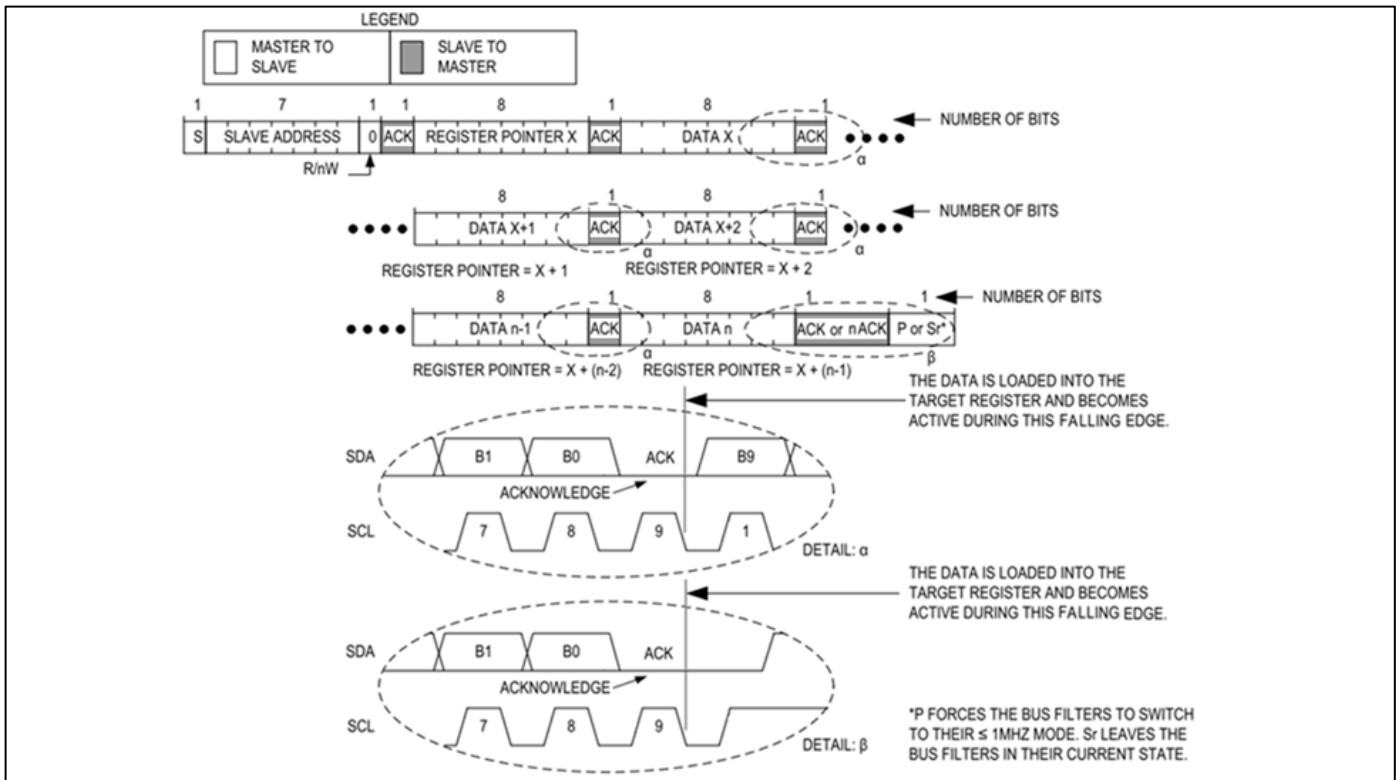 LEGEND
MASTER TO
SLAVE
SLAVE TO
MASTER
1 7 1 1 8 1 8 1
NUMBER OF BITS
S SLAVE ADDRESS 0 ACK REGISTER POINTER X ACK DATA X ACK
α
R/nW
8 1 8 1
NUMBER OF BITS
DATA X+1 ACK DATA X+2 ACK
α α
REGISTER POINTER = X + 1 REGISTER POINTER = X + 2
8 1 8 1 1
NUMBER OF BITS
DATA n-1 ACK DATA n ACK or nACK P or Sr*
α β
REGISTER POINTER = X + (n-2) REGISTER POINTER = X + (n-1)
THE DATA IS LOADED INTO THE
TARGET REGISTER AND BECOMES
ACTIVE DURING THIS FALLING EDGE.
SDA B1 B0 ACK B9
ACKNOWLEDGE
SCL 7 8 9 1
DETAIL: α
THE DATA IS LOADED INTO THE
TARGET REGISTER AND BECOMES
ACTIVE DURING THIS FALLING EDGE.
SDA B1 B0 ACK
ACKNOWLEDGE
SCL 7 8 9
DETAIL: β
*P FORCES THE BUS FILTERS TO SWITCH
TO THEIR ≤ 1MHZ MODE. Sr LEAVES THE
BUS FILTERS IN THEIR CURRENT STATE.